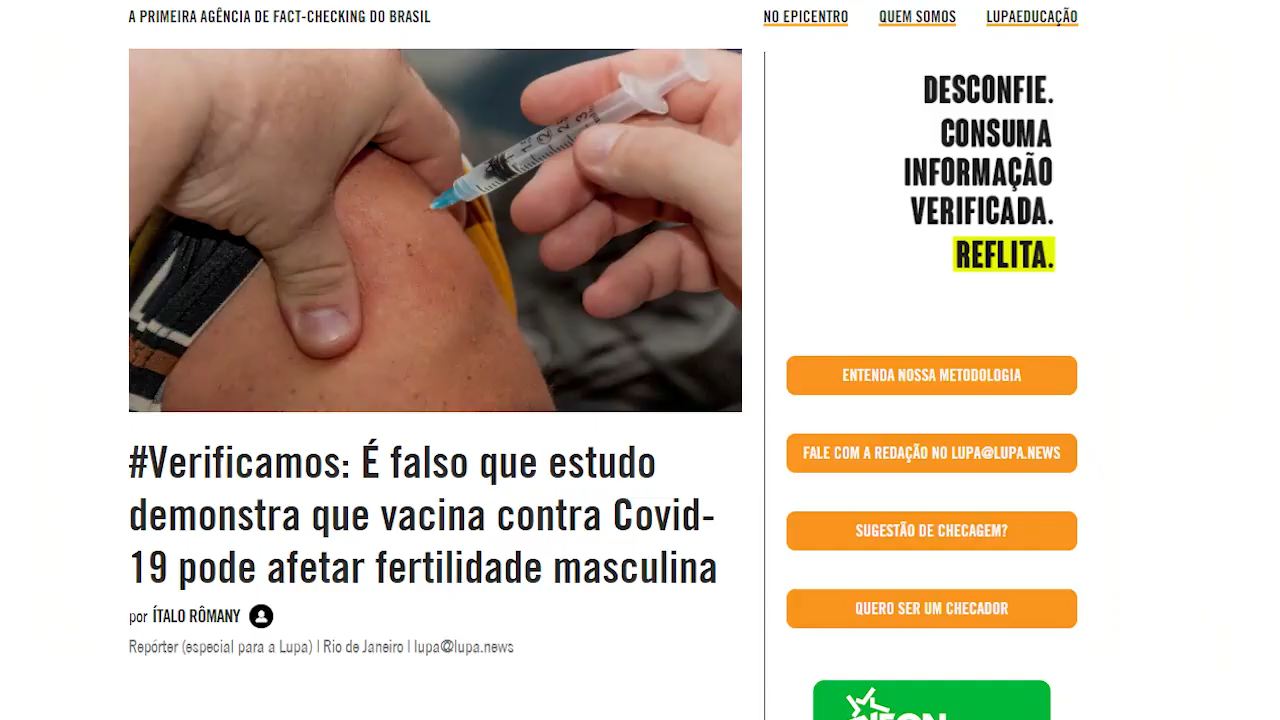 A PRIMEIRA AGÊNCIA DE FACT-CHECKING DO BRASIL
NO EPICENTRO QUEM SOMOS LUPAEDUCAÇÃO
DESCONFIE.
CONSUMA
INFORMAÇÃO
VERIFICADA.
REFLITA.
#Verificamos: É falso que estudo
demonstra que vacina contra Covid-
19 pode afetar fertilidade masculina
por ÍTALO RÔMANY
Repórter (especial para a Lupa) | Rio de Janeiro | lupa@lupa.news
ENTENDA NOSSA METODOLOGIA
FALE COM A REDAÇÃO NO LUPA@LUPA.NEWS
SUGESTÃO DE CHECAGEM?
QUERO SER UM CHECADOR